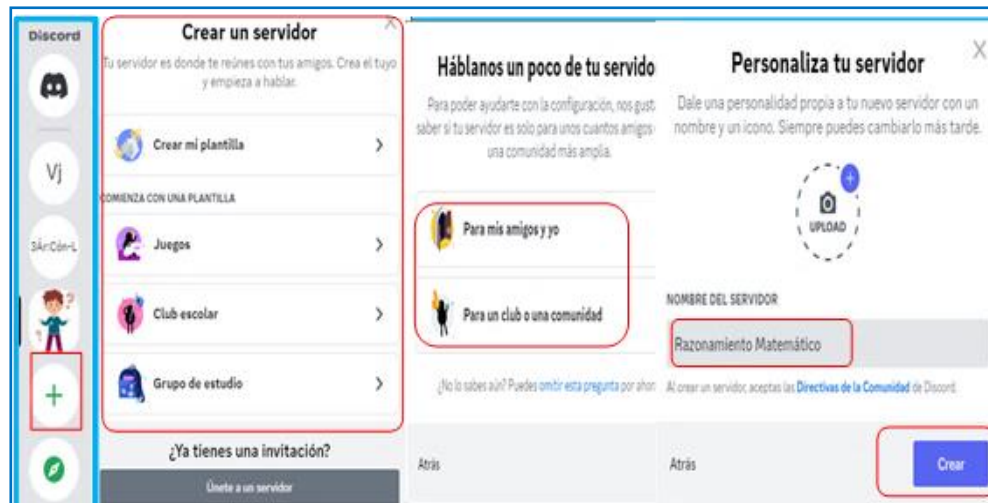 Discord
Vj
3Ár:Cón-L
Crear un servidor
X
Tu servidor es donde te reúnes con tus amigos. Crea el tuyo
y empieza a hablar.
Crear mi plantilla
COMIENZA CON UNA PLANTILLA
Juegos
Club escolar
Grupo de estudio
¿Ya tienes una invitación?
Únete a un servidor
Háblanos un poco de tu servido
Para poder ayudarte con la configuración, nos gust
saber si tu servidor es solo para unos cuantos amigos
una comunidad más amplia.
Para mis amigos y yo
Para un club o una comunidad
¿No lo sabes aún? Puedes omitir esta pregunta por ahor
Atrás
Personaliza tu servidor
X
Dale una personalidad propia a tu nuevo servidor con un
nombre y un icono. Siempre puedes cambiarlo más tarde.
UPLOAD
NOMBRE DEL SERVIDOR
Razonamiento Matemático
Al crear un servidor, aceptas las Directivas de la Comunidad de Discord.
Atrás
Crear